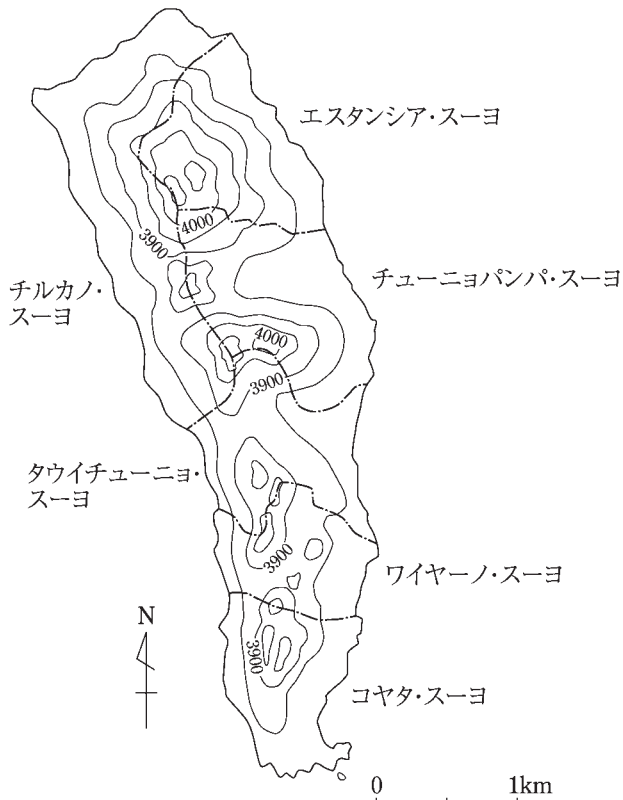 エスタンシア・スーヨ
4000
3900
チューニョパンパ・スーヨ
チルカノ・
スーヨ
4000
3900
タウイチューニョ・
スーヨ
3900
ワイヤーノ・スーヨ
N
3900
コヤタ・スーヨ
0 1km